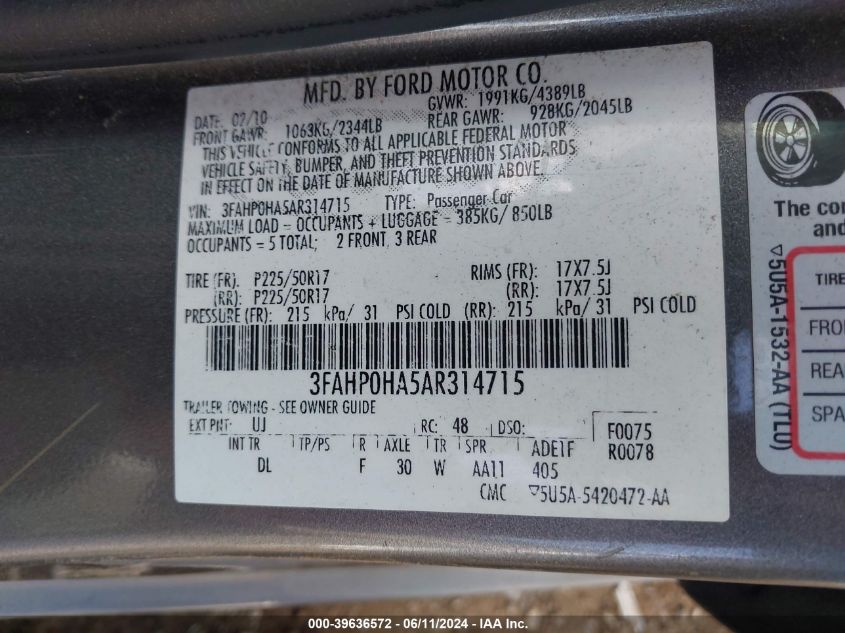 MFD. BY FORD MOTOR CO.
DATE: 02/10 GVWR: 1991KG/4389LB
FRONT GAWR: 1063KG/2344LB REAR GAWR: 928KG/2045LB
THIS VEHICLE CONFORMS TO ALL APPLICABLE FEDERAL MOTOR
VEHICLE SAFETY, BUMPER, AND THEFT PREVENTION STANDARDS
IN EFFECT ON THE DATE OF MANUFACTURE SHOWN ABOVE.
VIN: 3FAHP0HA5AR314715 TYPE: Passenger Car
MAXIMUM LOAD = OCCUPANTS + LUGGAGE = 385KG/ 850LB
OCCUPANTS = 5 TOTAL; 2 FRONT, 3 REAR
TIRE (FR): P225/50R17 RIMS (FR): 17X7.5J
(RR): P225/50R17 (RR): 17X7.5J
PRESSURE (FR): 215 kPa/ 31 PSI COLD (RR): 215 kPa/ 31 PSI COLD
3FAHP0HA5AR314715
TRAILER TOWING - SEE OWNER GUIDE
EXT PNT: UJ RC: 48 DSO: F0075
INT TR TP/PS R AXLE TR SPR ADE1F R0078
DL F 30 W AA11 405
CMC ▽5U5A-5420472-AA
▽5U5A-1532-AA (TLU)
The
and
TIRE
REA
SPA
000-39636572 / 06/11/2024 - IAA Inc.